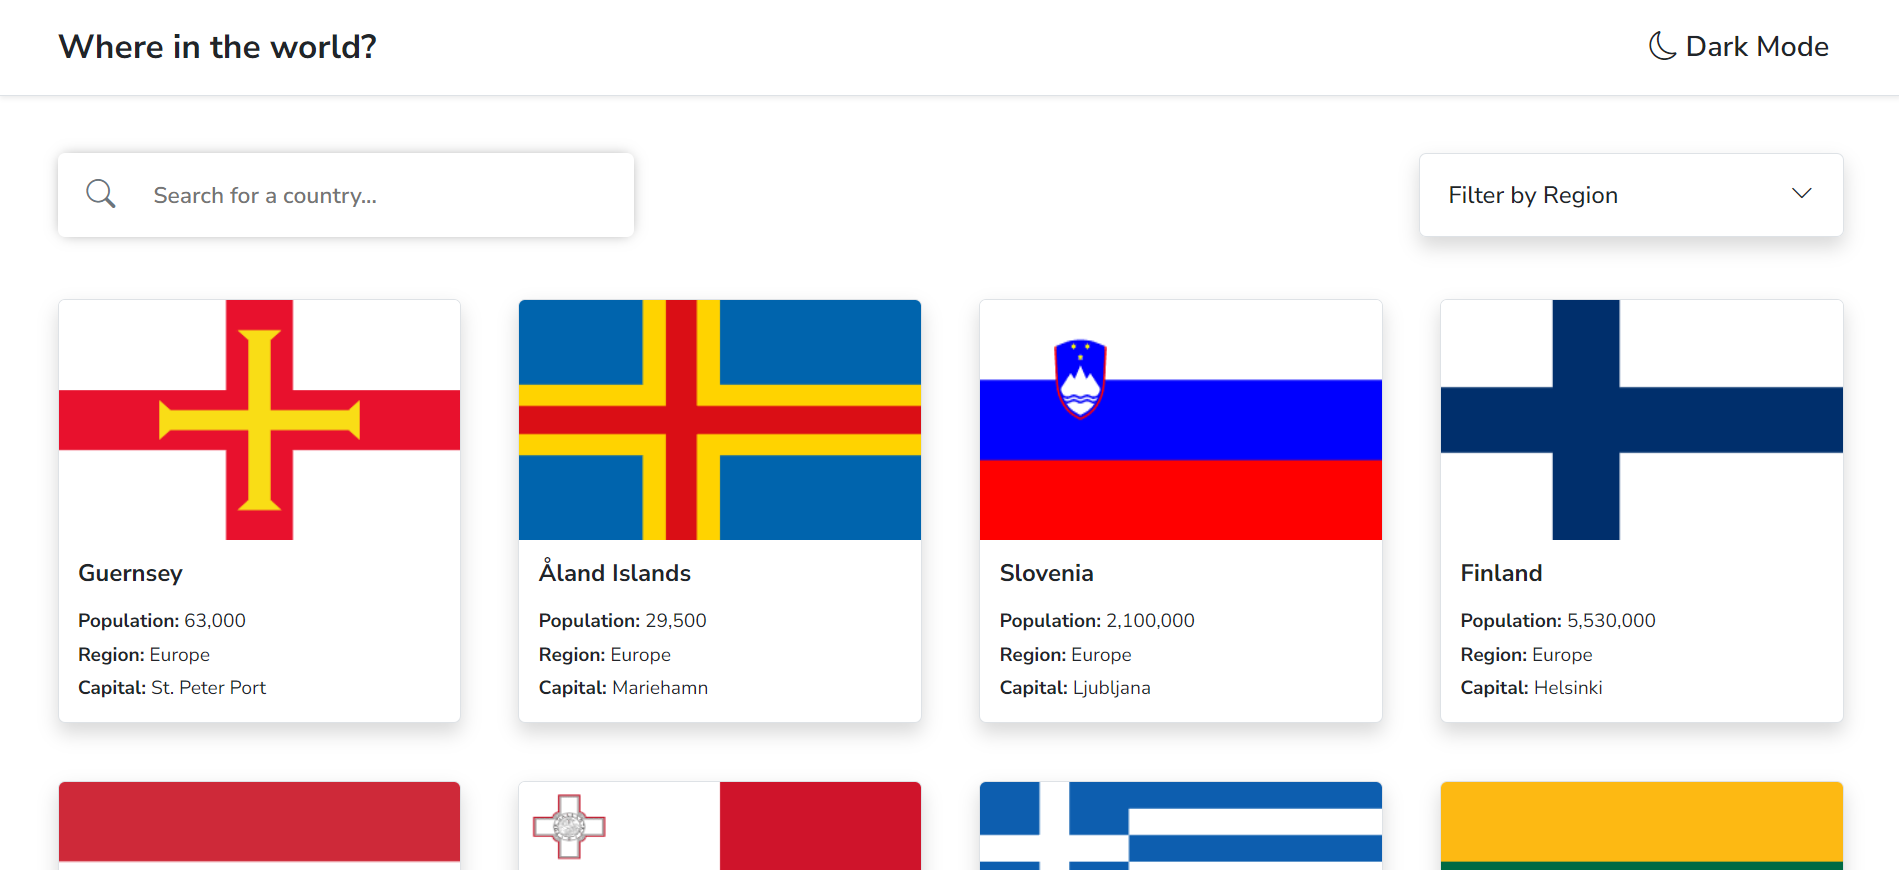 Where in the world?
Dark Mode
Search for a country...
Filter by Region
Guernsey
Population: 63,000
Region: Europe
Capital: St. Peter Port
Åland Islands
Population: 29,500
Region: Europe
Capital: Mariehamn
Slovenia
Population: 2,100,000
Region: Europe
Capital: Ljubljana
Finland
Population: 5,530,000
Region: Europe
Capital: Helsinki